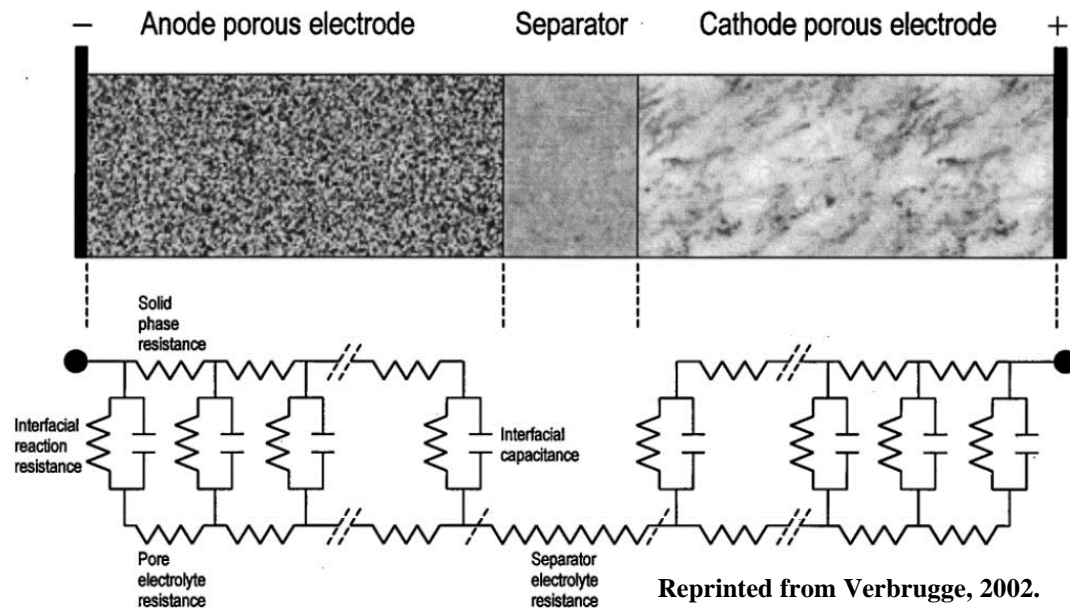 −
Anode porous electrode
Separator
Cathode porous electrode
+
Solid
phase
resistance
Interfacial
reaction
resistance
Interfacial
capacitance
Pore
electrolyte
resistance
Separator
electrolyte
resistance
Reprinted from Verbrugge, 2002.